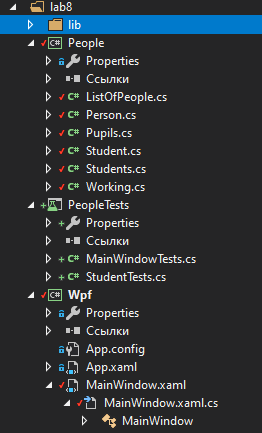 lab8
lib
People
Properties
Ссылки
ListOfPeople.cs
Person.cs
Pupils.cs
Student.cs
Students.cs
Working.cs
PeopleTests
Properties
Ссылки
MainWindowTests.cs
StudentTests.cs
Wpf
Properties
Ссылки
App.config
App.xaml
MainWindow.xaml
MainWindow.xaml.cs
MainWindow